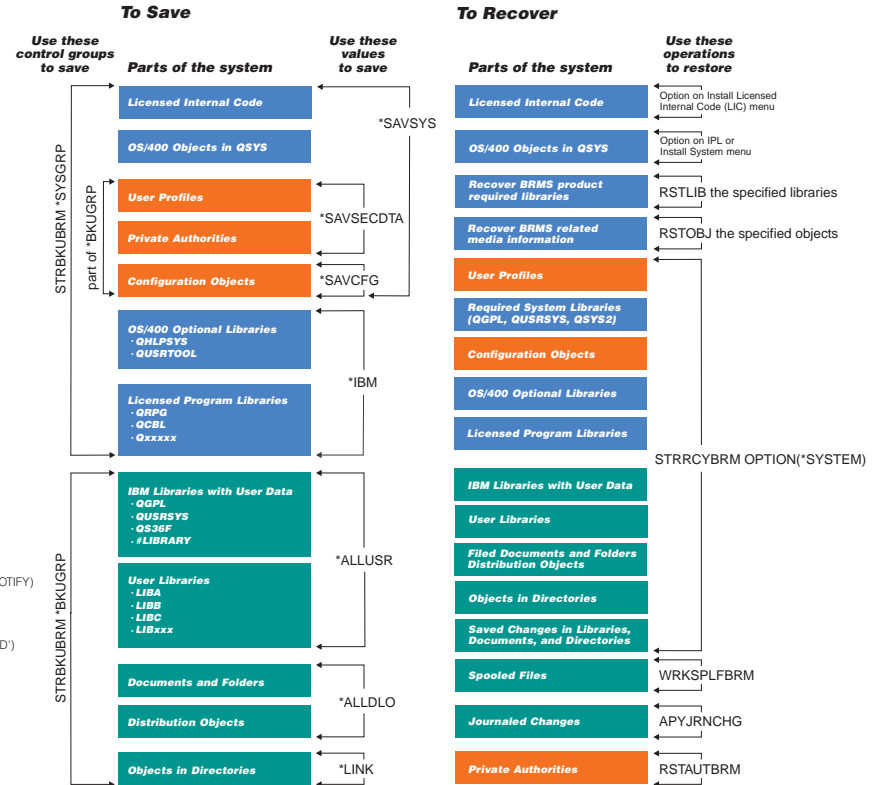 To Save
To Recover
Use these
control groups
to save
Parts of the system
Use these
values
to save
Licensed Internal Code
OS/400 Objects in QSYS
User Profiles
Private Authorities
Configuration Objects
OS/400 Optional Libraries
· QHLPSYS
· QUSRTOOL
Licensed Program Libraries
· QRPG
· QCBL
· Qxxxxx
IBM Libraries with User Data
· QGPL
· QUSRSYS
· QS36F
· #LIBRARY
User Libraries
· LIBA
· LIBB
· LIBC
· LIBxxx
Documents and Folders
Distribution Objects
Objects in Directories
STRBKUBRM *SYSGRP
part of *BKUGRP
STRBKUBRM *BKUGRP
OTIFY)
D')
*SAVSYS
*SAVSECDTA
*SAVCFG
*IBM
*ALLUSR
*ALLDLO
*LINK
Parts of the system
Use these
operations
to restore
Licensed Internal Code
Option on Install Licensed
Internal Code (LIC) menu
OS/400 Objects in QSYS
Option on IPL or
Install System menu
Recover BRMS product
required libraries
RSTLIB the specified libraries
Recover BRMS related
media information
RSTOBJ the specified objects
User Profiles
Required System Libraries
(QGPL, QUSRSYS, QSYS2)
Configuration Objects
OS/400 Optional Libraries
Licensed Program Libraries
STRRCYBRM OPTION(*SYSTEM)
IBM Libraries with User Data
User Libraries
Filed Documents and Folders
Distribution Objects
Objects in Directories
Saved Changes in Libraries,
Documents, and Directories
Spooled Files
WRKSPLFBRM
Journaled Changes
APYJRNCHG
Private Authorities
RSTAUTBRM